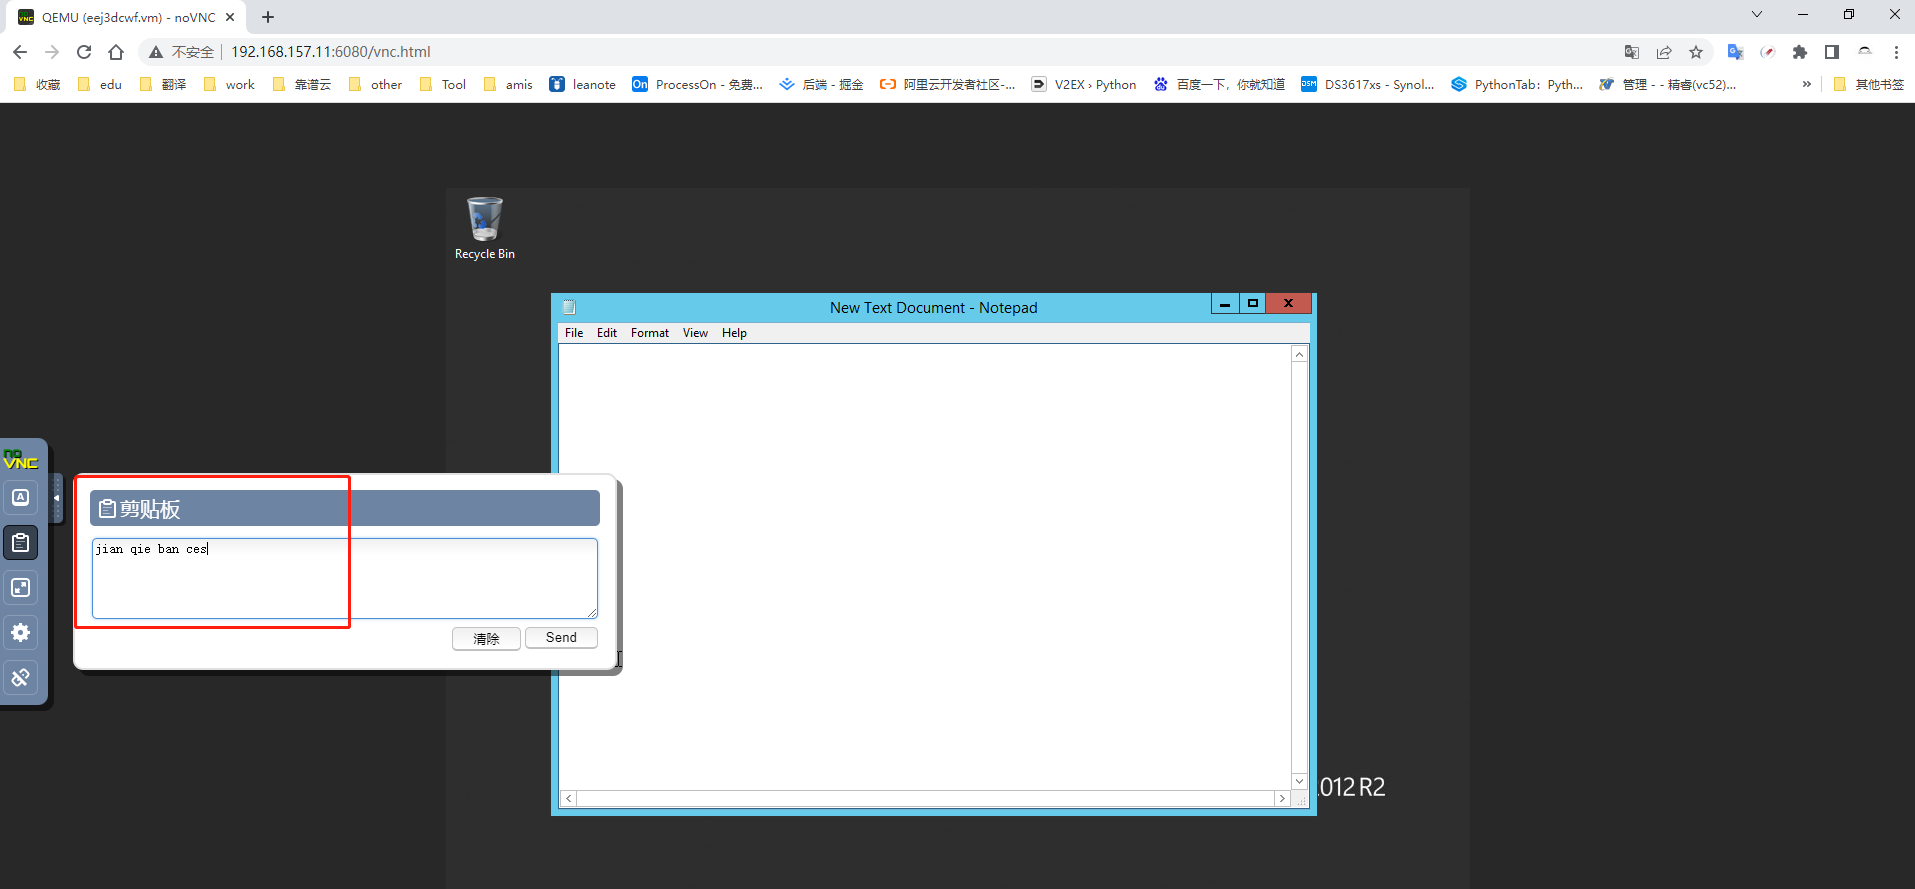 QEMU (eej3dcwf.vm) - noVNC
不安全 192.168.157.11:6080/vnc.html
收藏 edu 翻译 work 靠谱云 other Tool amis leanote On ProcessOn - 免费... 后端 - 掘金 阿里云开发者社区-... V2EX › Python 百度一下，你就知道 DSM DS3617xs - Synol... PythonTab：Pyth... 管理 - - 精睿(vc52)... » 其他书签
Recycle Bin
New Text Document - Notepad
File Edit Format View Help
no
VNC
A
剪贴板
jian qie ban ces
清除 Send
012 R2